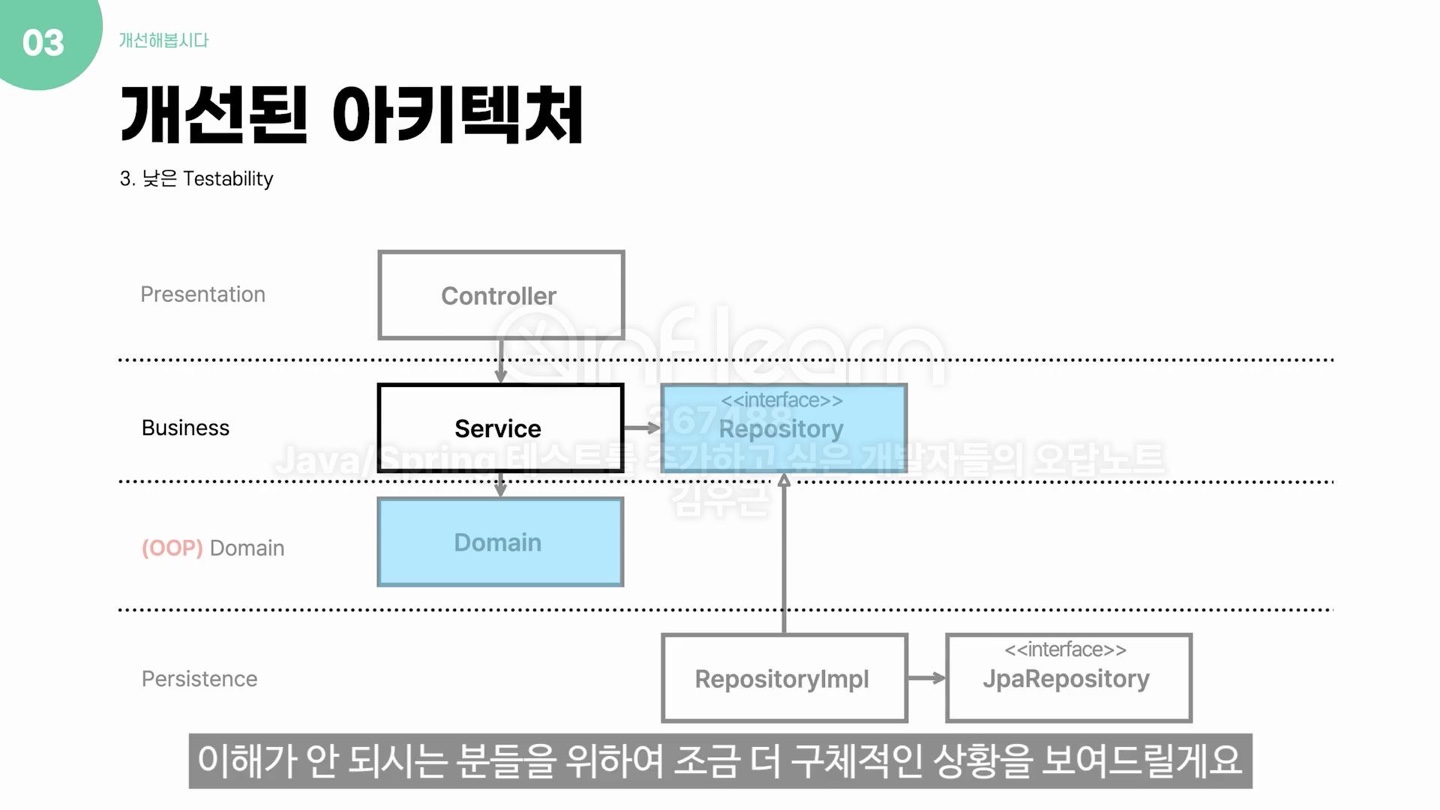 03
개선해봅시다
개선된 아키텍처
3. 낮은 Testability
Presentation
Controller
inflearn
Business
Service
<<interface>>
Repository
367488
Java/Spring 테스트를 추가하고 싶은 개발자들의 오답노트
김우근
(OOP) Domain
Domain
Persistence
RepositoryImpl
<<interface>>
JpaRepository
이해가 안 되시는 분들을 위하여 조금 더 구체적인 상황을 보여드릴게요